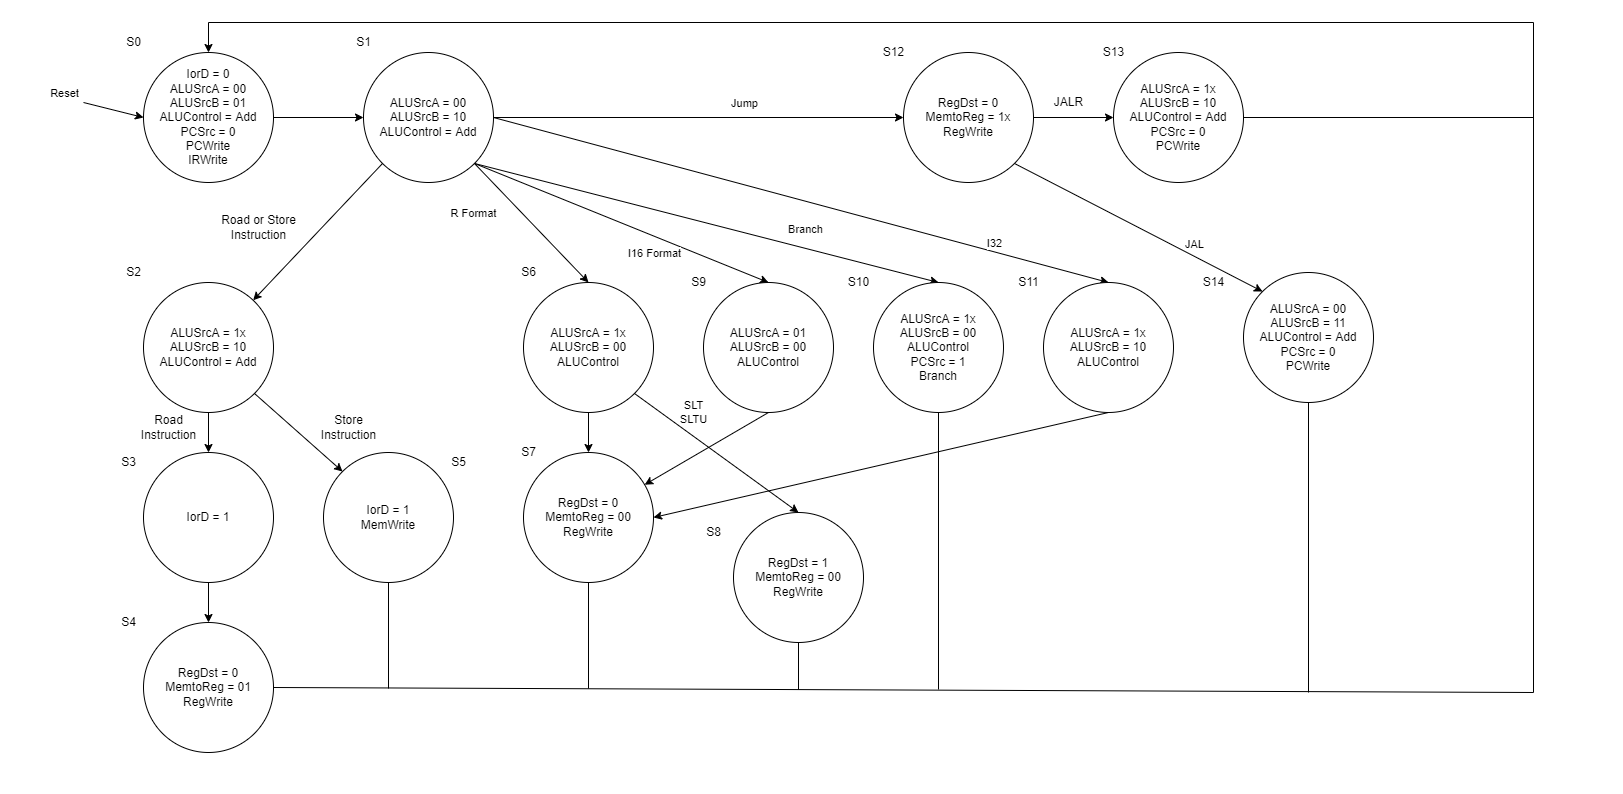 S0
S1
S12
S13
Reset
IorD = 0
ALUSrcA = 00
ALUSrcB = 01
ALUControl = Add
PCSrc = 0
PCWrite
IRWrite
ALUSrcA = 00
ALUSrcB = 10
ALUControl = Add
Jump
RegDst = 0
MemtoReg = 1x
RegWrite
JALR
ALUSrcA = 1x
ALUSrcB = 10
ALUControl = Add
PCSrc = 0
PCWrite
Road or Store
Instruction
R Format
I16 Format
Branch
I32
JAL
S2
S6
S9
S10
S11
S14
ALUSrcA = 1x
ALUSrcB = 10
ALUControl = Add
ALUSrcA = 1x
ALUSrcB = 00
ALUControl
ALUSrcA = 01
ALUSrcB = 00
ALUControl
ALUSrcA = 1x
ALUSrcB = 00
ALUControl
PCSrc = 1
Branch
ALUSrcA = 1x
ALUSrcB = 10
ALUControl
ALUSrcA = 00
ALUSrcB = 11
ALUControl = Add
PCSrc = 0
PCWrite
Road
Instruction
Store
Instruction
SLT
SLTU
S3
S5
S7
S8
IorD = 1
IorD = 1
MemWrite
RegDst = 0
MemtoReg = 00
RegWrite
RegDst = 1
MemtoReg = 00
RegWrite
S4
RegDst = 0
MemtoReg = 01
RegWrite